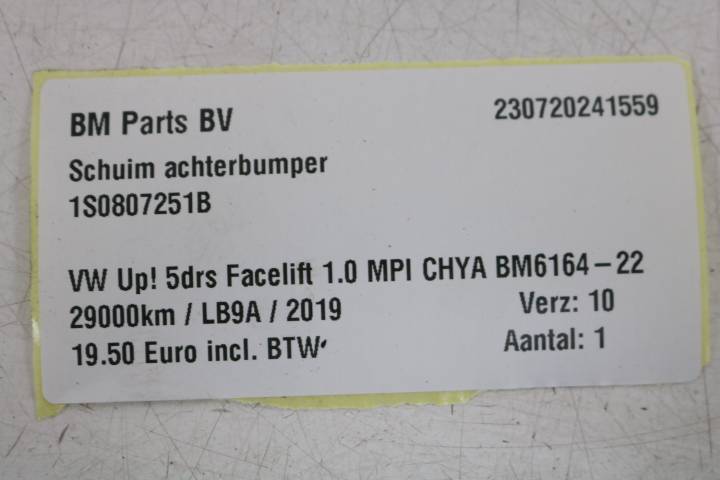 BM Parts BV 230720241559
Schuim achterbumper
1S0807251B
VW Up! 5drs Facelift 1.0 MPI CHYA BM6164-22
29000km / LB9A / 2019 Verz: 10
19.50 Euro incl. BTW Aantal: 1